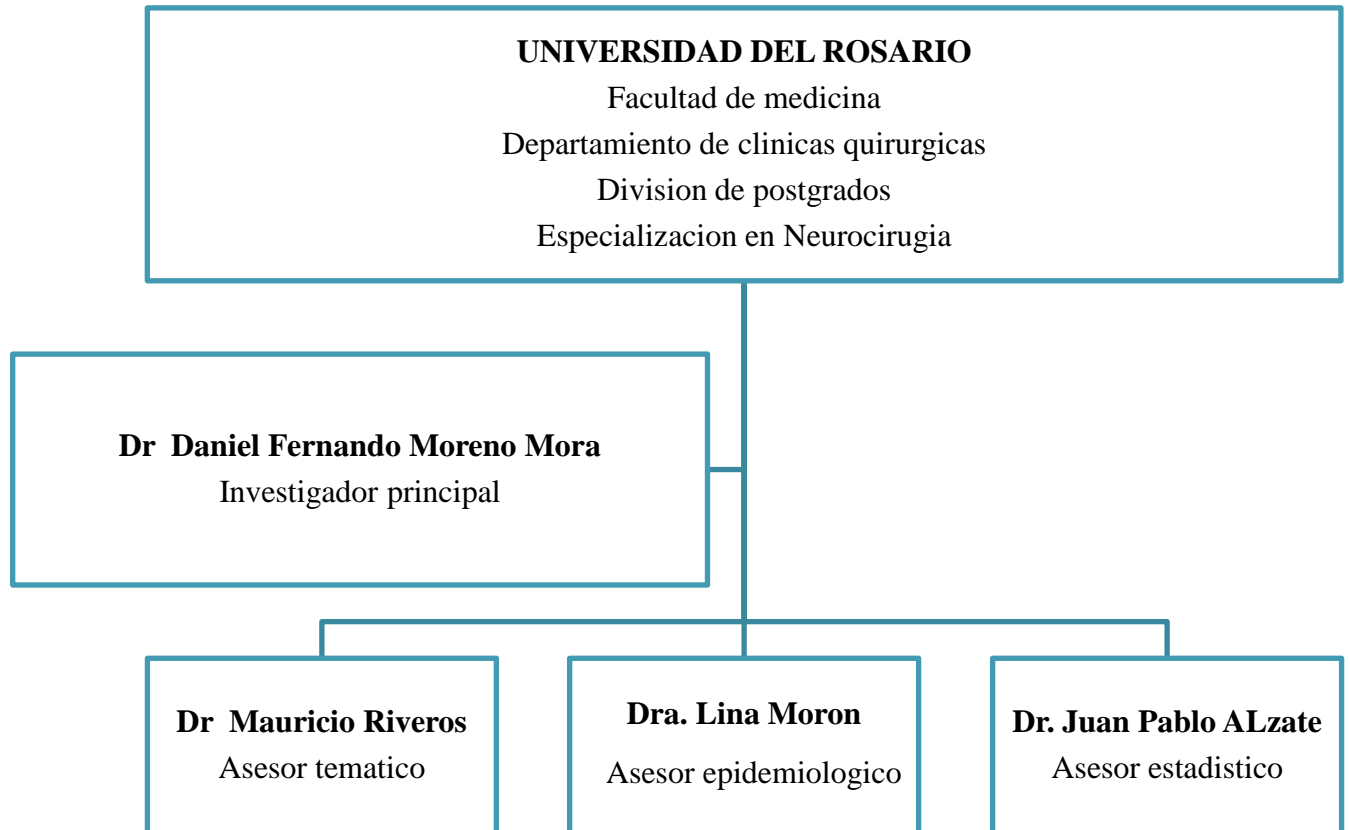 UNIVERSIDAD DEL ROSARIO
Facultad de medicina
Departamiento de clinicas quirurgicas
Division de postgrados
Especializacion en Neurocirugia
Dr  Daniel Fernando Moreno Mora
Investigador principal
Dr  Mauricio Riveros
Asesor tematico
Dra. Lina Moron
Asesor epidemiologico
Dr. Juan Pablo ALzate
Asesor estadistico